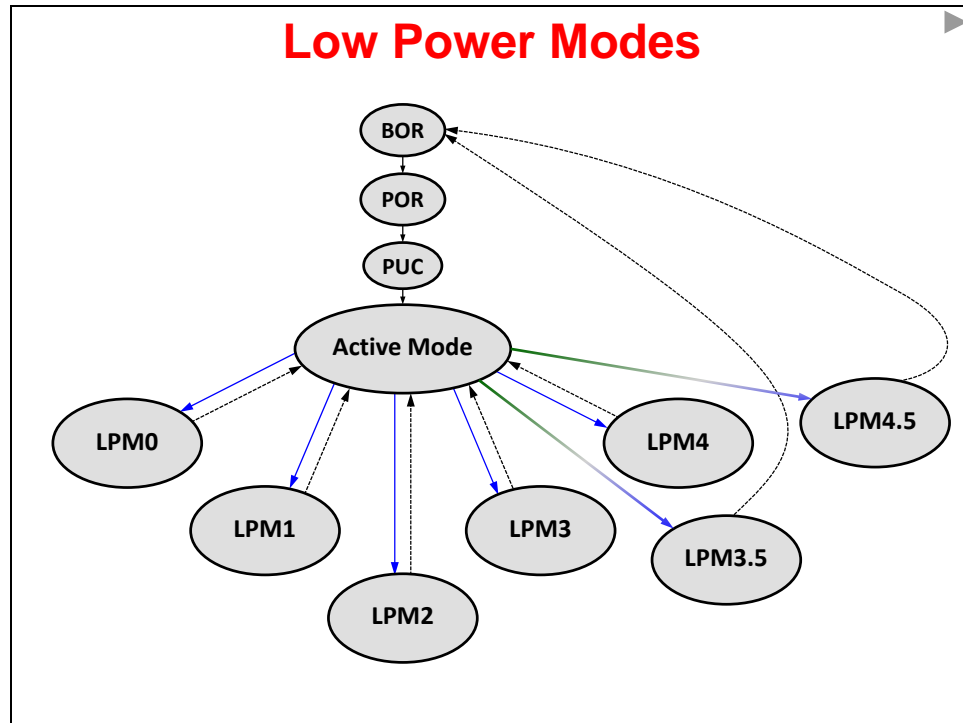 Low Power Modes
BOR
POR
PUC
Active Mode
LPM0
LPM1
LPM2
LPM3
LPM4
LPM3.5
LPM4.5